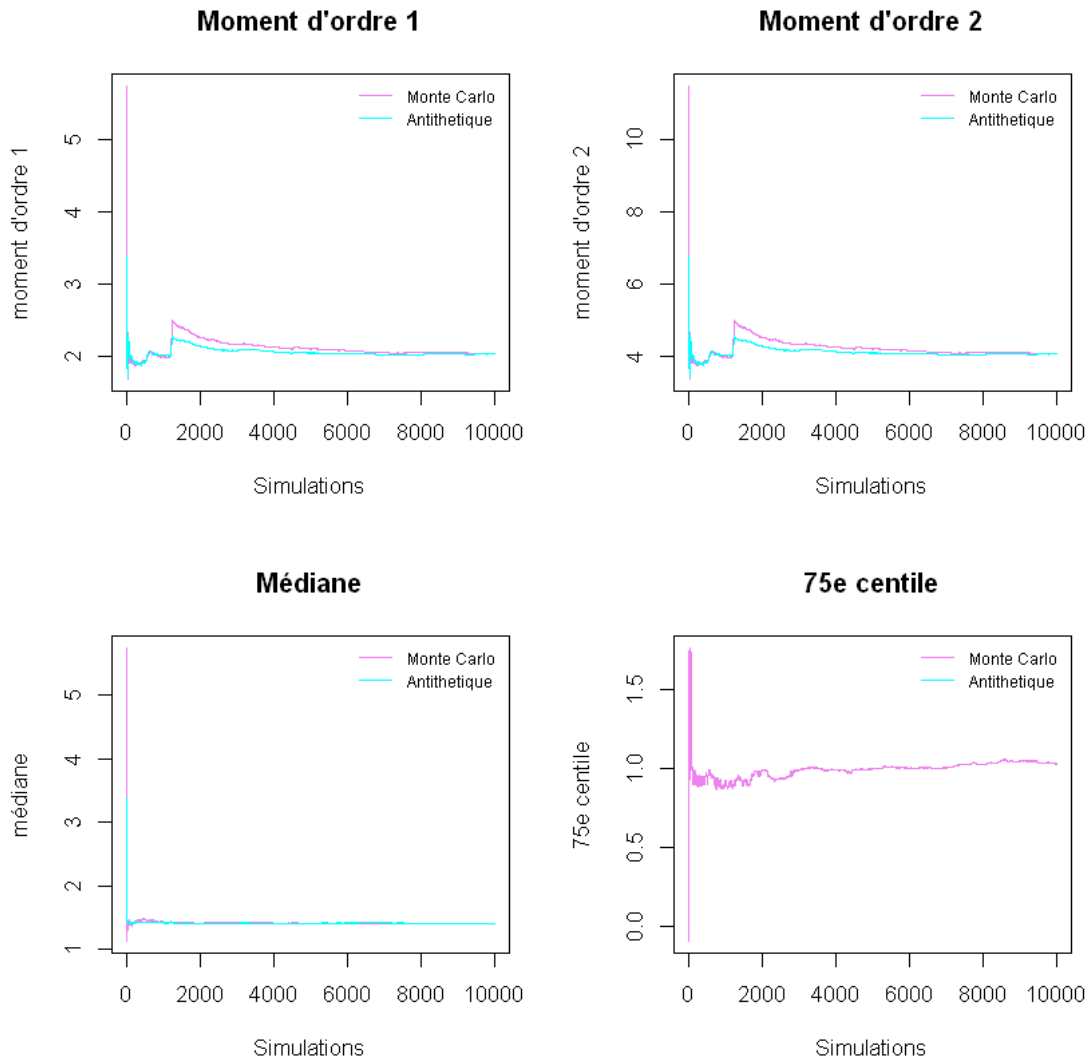 Moment d'ordre 1
moment d'ordre 1
5
4
3
2
Monte Carlo
Antithetique
0 2000 4000 6000 8000 10000
Simulations
Moment d'ordre 2
moment d'ordre 2
10
8
6
4
Monte Carlo
Antithetique
0 2000 4000 6000 8000 10000
Simulations
Médiane
médiane
5
4
3
2
1
Monte Carlo
Antithetique
0 2000 4000 6000 8000 10000
Simulations
75e centile
75e centile
1.5
1.0
0.5
0.0
Monte Carlo
Antithetique
0 2000 4000 6000 8000 10000
Simulations